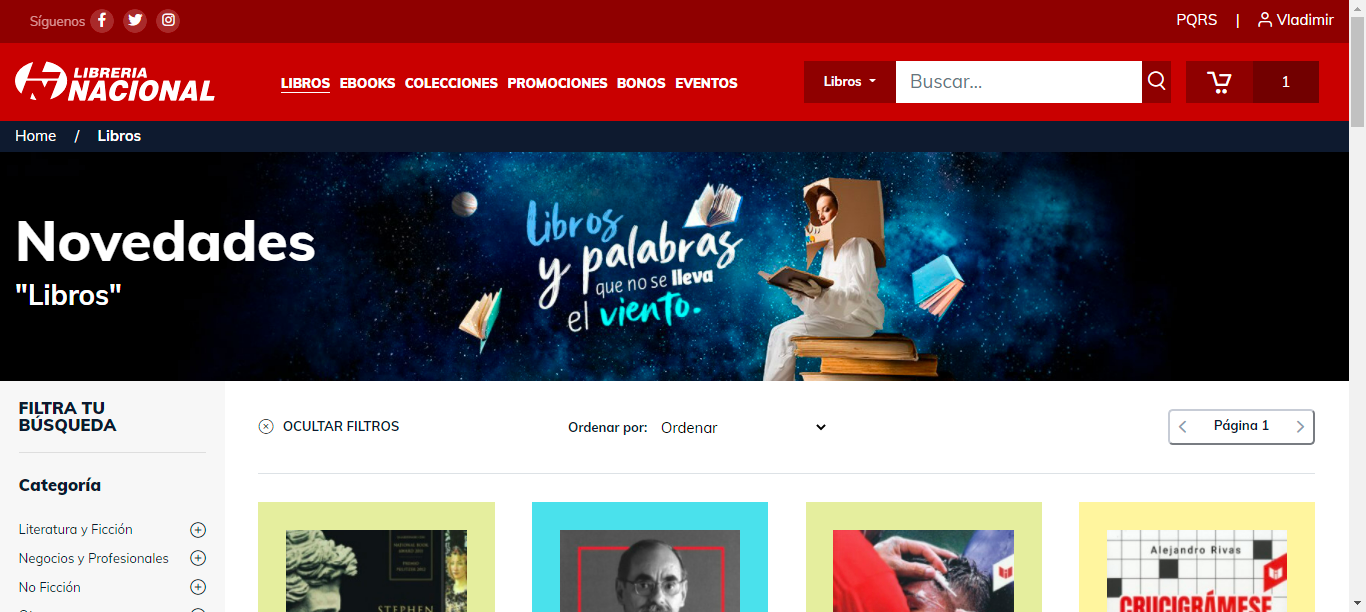 Síguenos
PQRS | Vladimir
LIBRERIA
NACIONAL
LIBROS EBOOKS COLECCIONES PROMOCIONES BONOS EVENTOS
Libros
Buscar...
1
Home / Libros
Novedades
"Libros"
Libros
y palabras
que no se lleva
el viento.
FILTRA TU
BÚSQUEDA
OCULTAR FILTROS
Ordenar por: Ordenar
Página 1
Categoría
Literatura y Ficción
Negocios y Profesionales
No Ficción
STEPHEN
Alejandro Rivas
CRUCIGRÁMESE